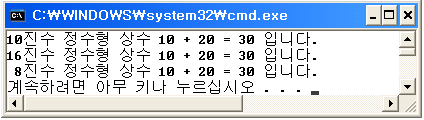 C:₩WINDOWS₩system32₩cmd.exe
10진수 정수형 상수 10 + 20 = 30 입니다.
16진수 정수형 상수 10 + 20 = 30 입니다.
 8진수 정수형 상수 10 + 20 = 30 입니다.
계속하려면 아무 키나 누르십시오 . . .